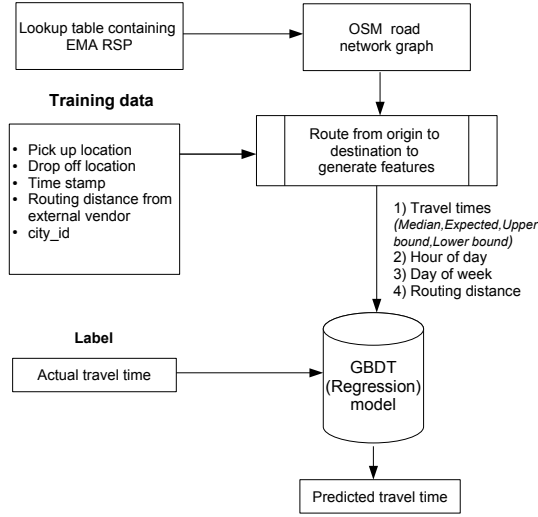 Lookup table containing
EMA RSP
OSM road
network graph
Training data
• Pick up location
• Drop off location
• Time stamp
• Routing distance from
external vendor
• city_id
Route from origin to
destination to
generate features
1) Travel times
(Median,Expected,Upper
bound,Lower bound)
2) Hour of day
3) Day of week
4) Routing distance
Label
Actual travel time
GBDT
(Regression)
model
Predicted travel time